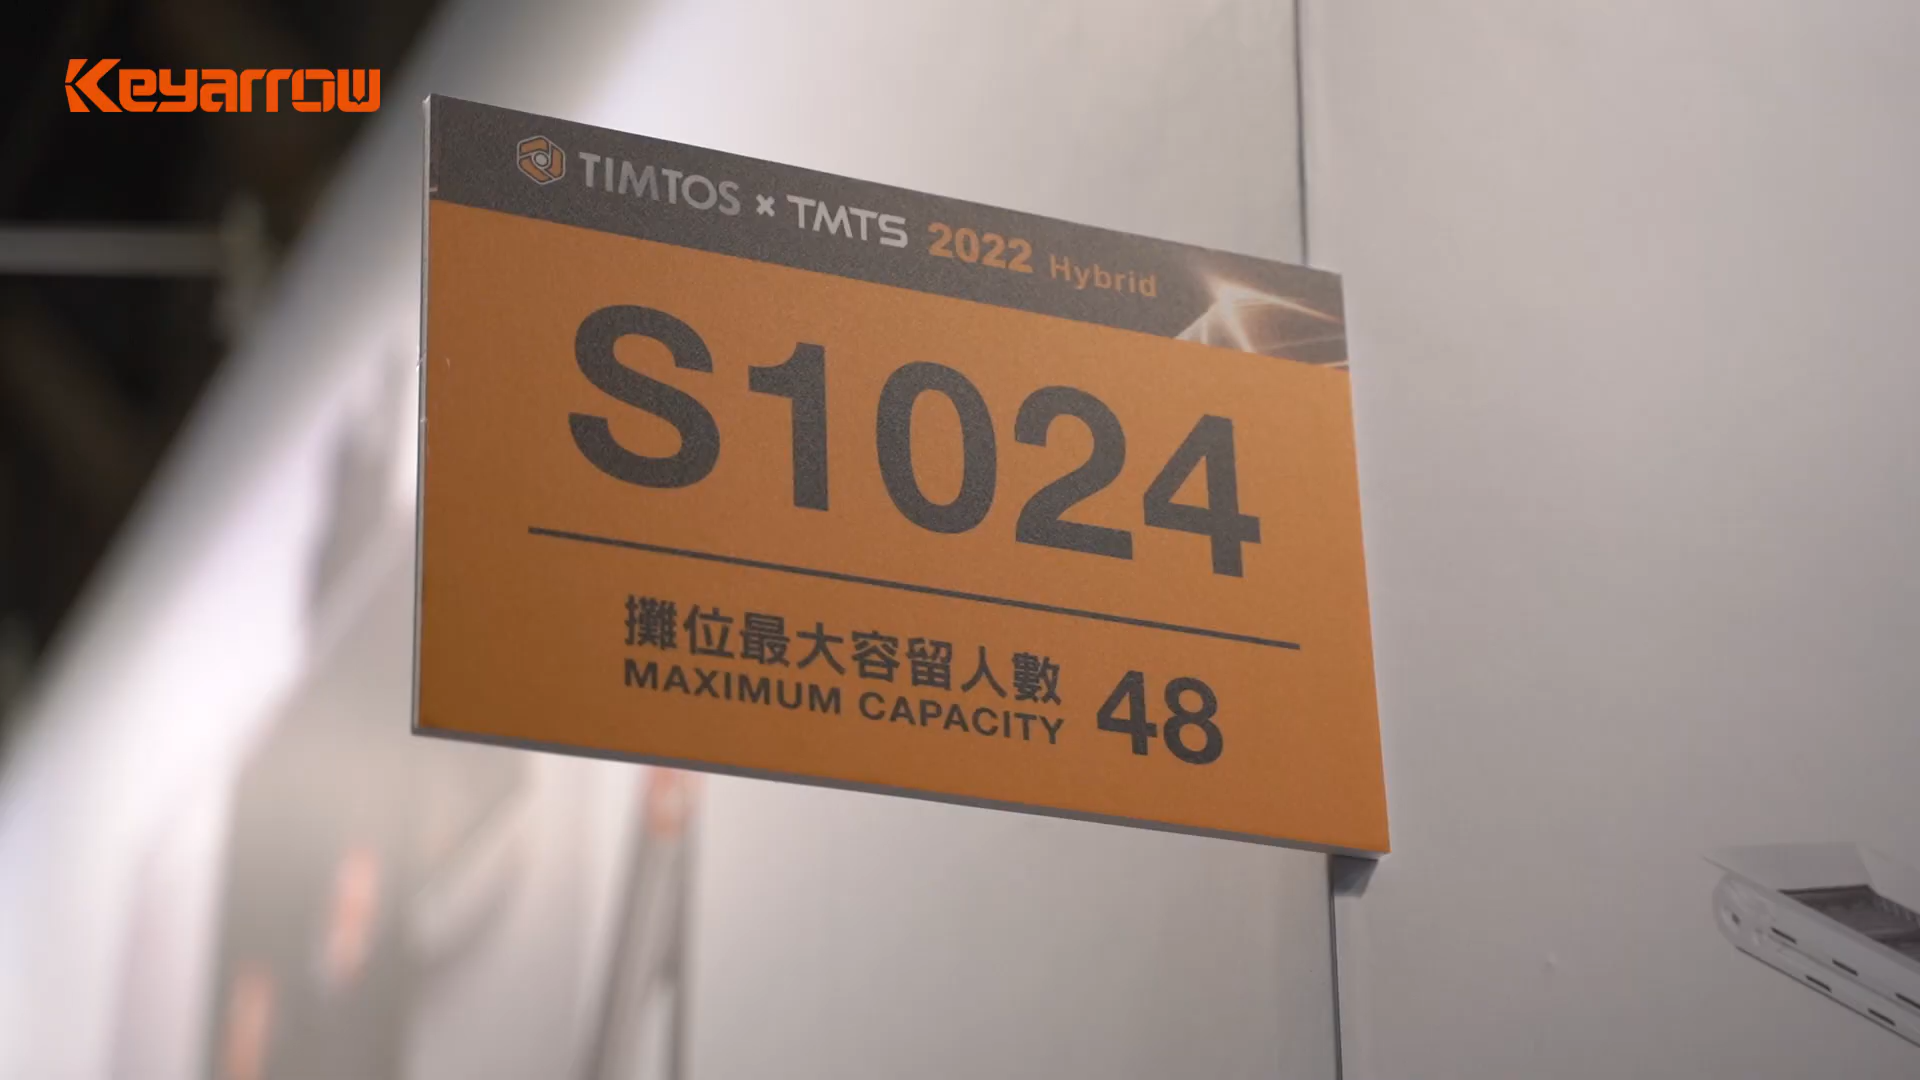 Keyarrow
TIMTOS × TMTS 2022 Hybrid
S1024
攤位最大容留人數 48
MAXIMUM CAPACITY